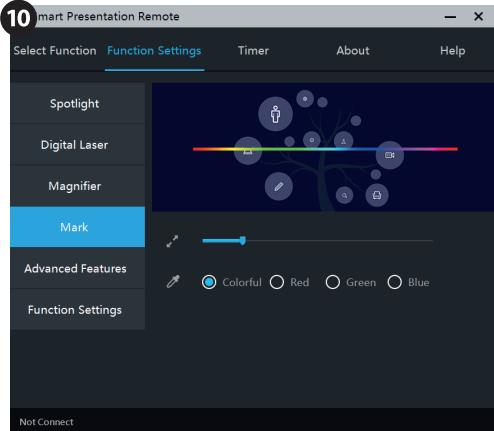 10
mart Presentation Remote
Select Function Function Settings Timer About Help
Spotlight
Digital Laser
Magnifier
Mark
Colorful Red Green Blue
Advanced Features
Function Settings
Not Connect